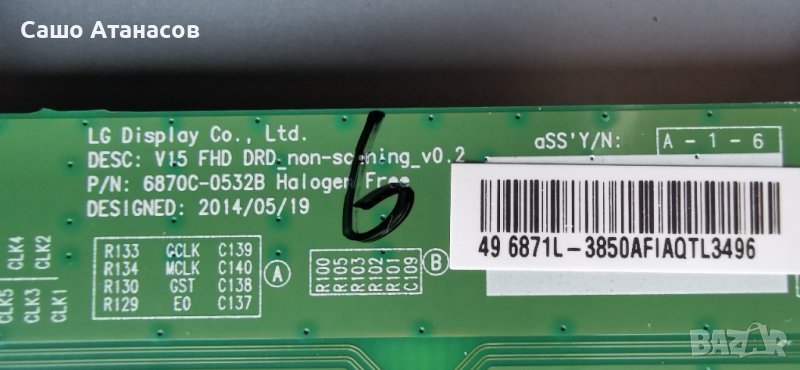 Сашо Атанасов
LG Display Co., Ltd.
DESC: V15 FHD DRD_non-scaning_v0.2
P/N: 6870C-0532B Halogen Free
DESIGNED: 2014/05/19
6
aSS'Y/N: A - 1 - 6
49 6871L-3850AFIAQTL3496
R133 GCLK C139
R134 MCLK C140
R130 GST C138
R129 EO C137
A
R100
R105
R103
R102
R101
C109
B
CLK4
CLK2
CLK5
CLK3
CLK1
BAZAR